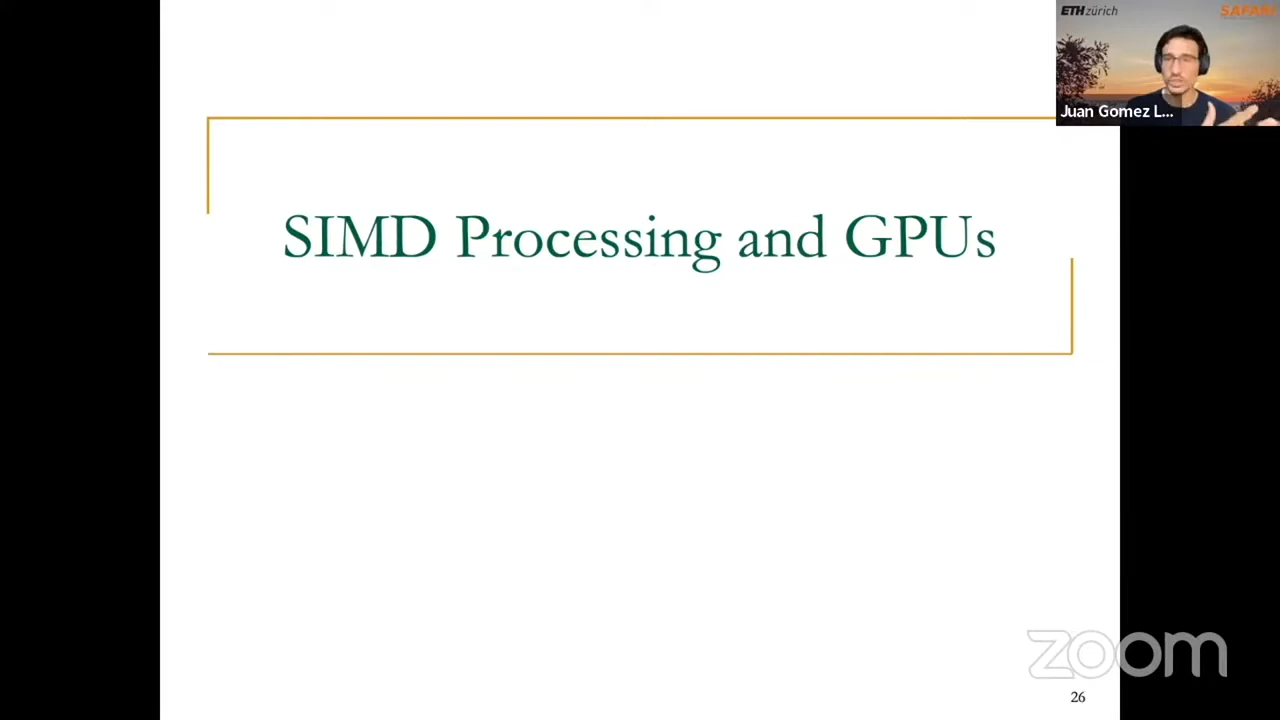 ETH zürich
SAFARI
Juan Gomez L...
SIMD Processing and GPUs
zoom
26